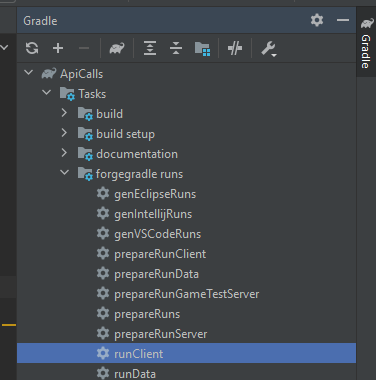 Gradle
ApiCalls
Tasks
build
build setup
documentation
forgegradle runs
genEclipseRuns
genIntellijRuns
genVSCodeRuns
prepareRunClient
prepareRunData
prepareRunGameTestServer
prepareRuns
prepareRunServer
runClient
runData
Gradle